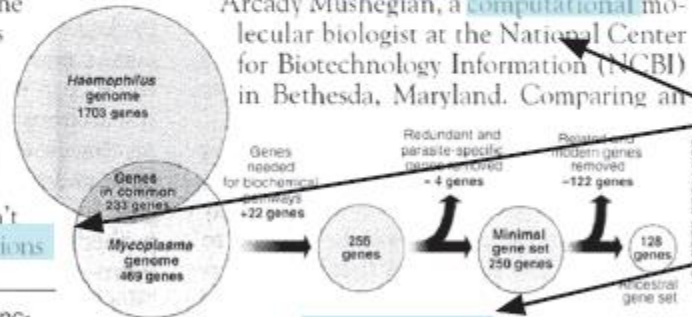 Arcady Mushegian, a computational mo-
lecular biologist at the National Center
for Biotechnology Information (NCBI)
in Bethesda, Maryland. Comparing an
Haemophilus
genome
1703 genes
Genes
in common
233 genes
Mycoplasma
genome
469 genes
Genes
needed
for biochemical
pathways
+22 genes
genes
Redundant and
parasite-specific
genes removed
- 4 genes
Minimal
gene set
250 genes
Related and
modern genes
removed
-122 genes
128
genes
Ancestral
gene set
't
ions
nc-